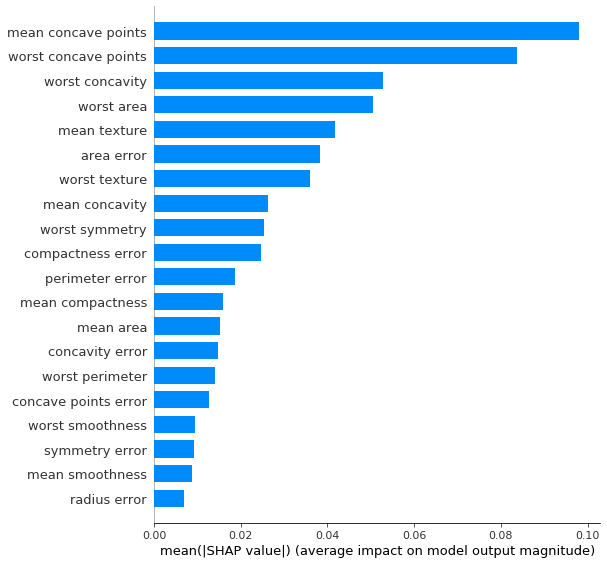 mean concave points
worst concave points
worst concavity
worst area
mean texture
area error
worst texture
mean concavity
worst symmetry
compactness error
perimeter error
mean compactness
mean area
concavity error
worst perimeter
concave points error
worst smoothness
symmetry error
mean smoothness
radius error
0.00 0.02 0.04 0.06 0.08 0.10
mean(|SHAP value|) (average impact on model output magnitude)